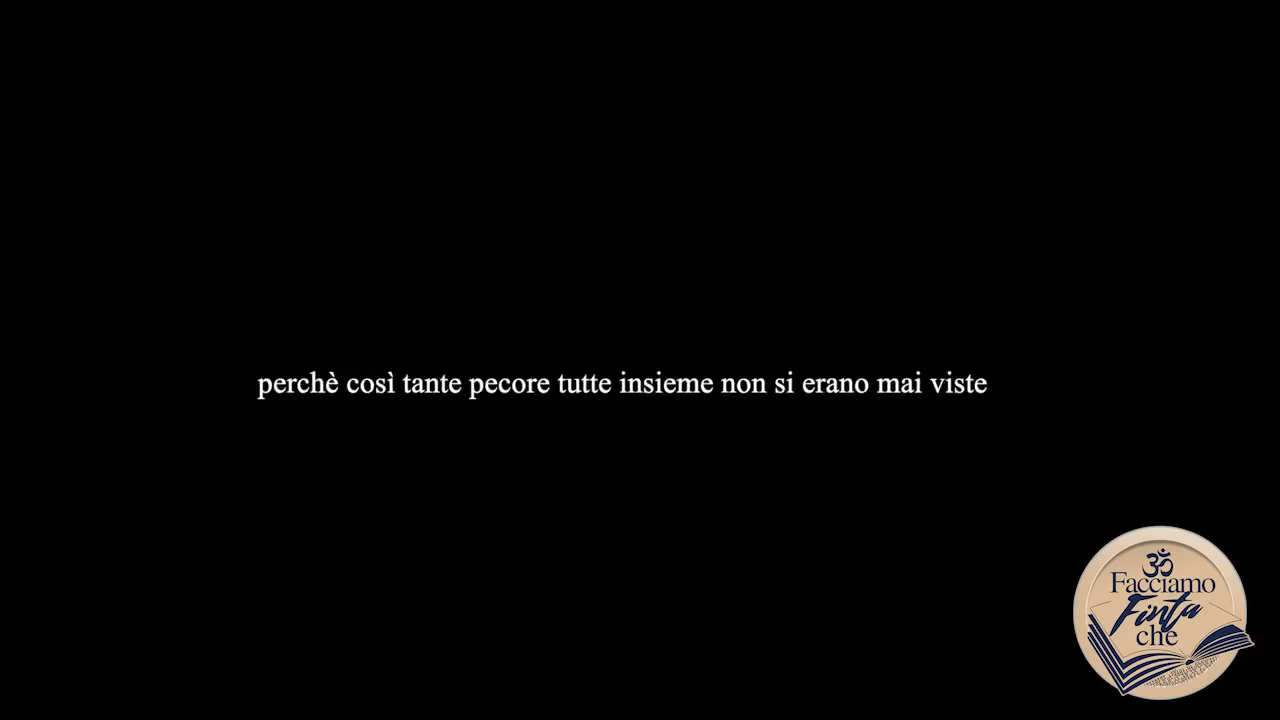 perchè così tante pecore tutte insieme non si erano mai viste
ॐ
Facciamo
Finta
che